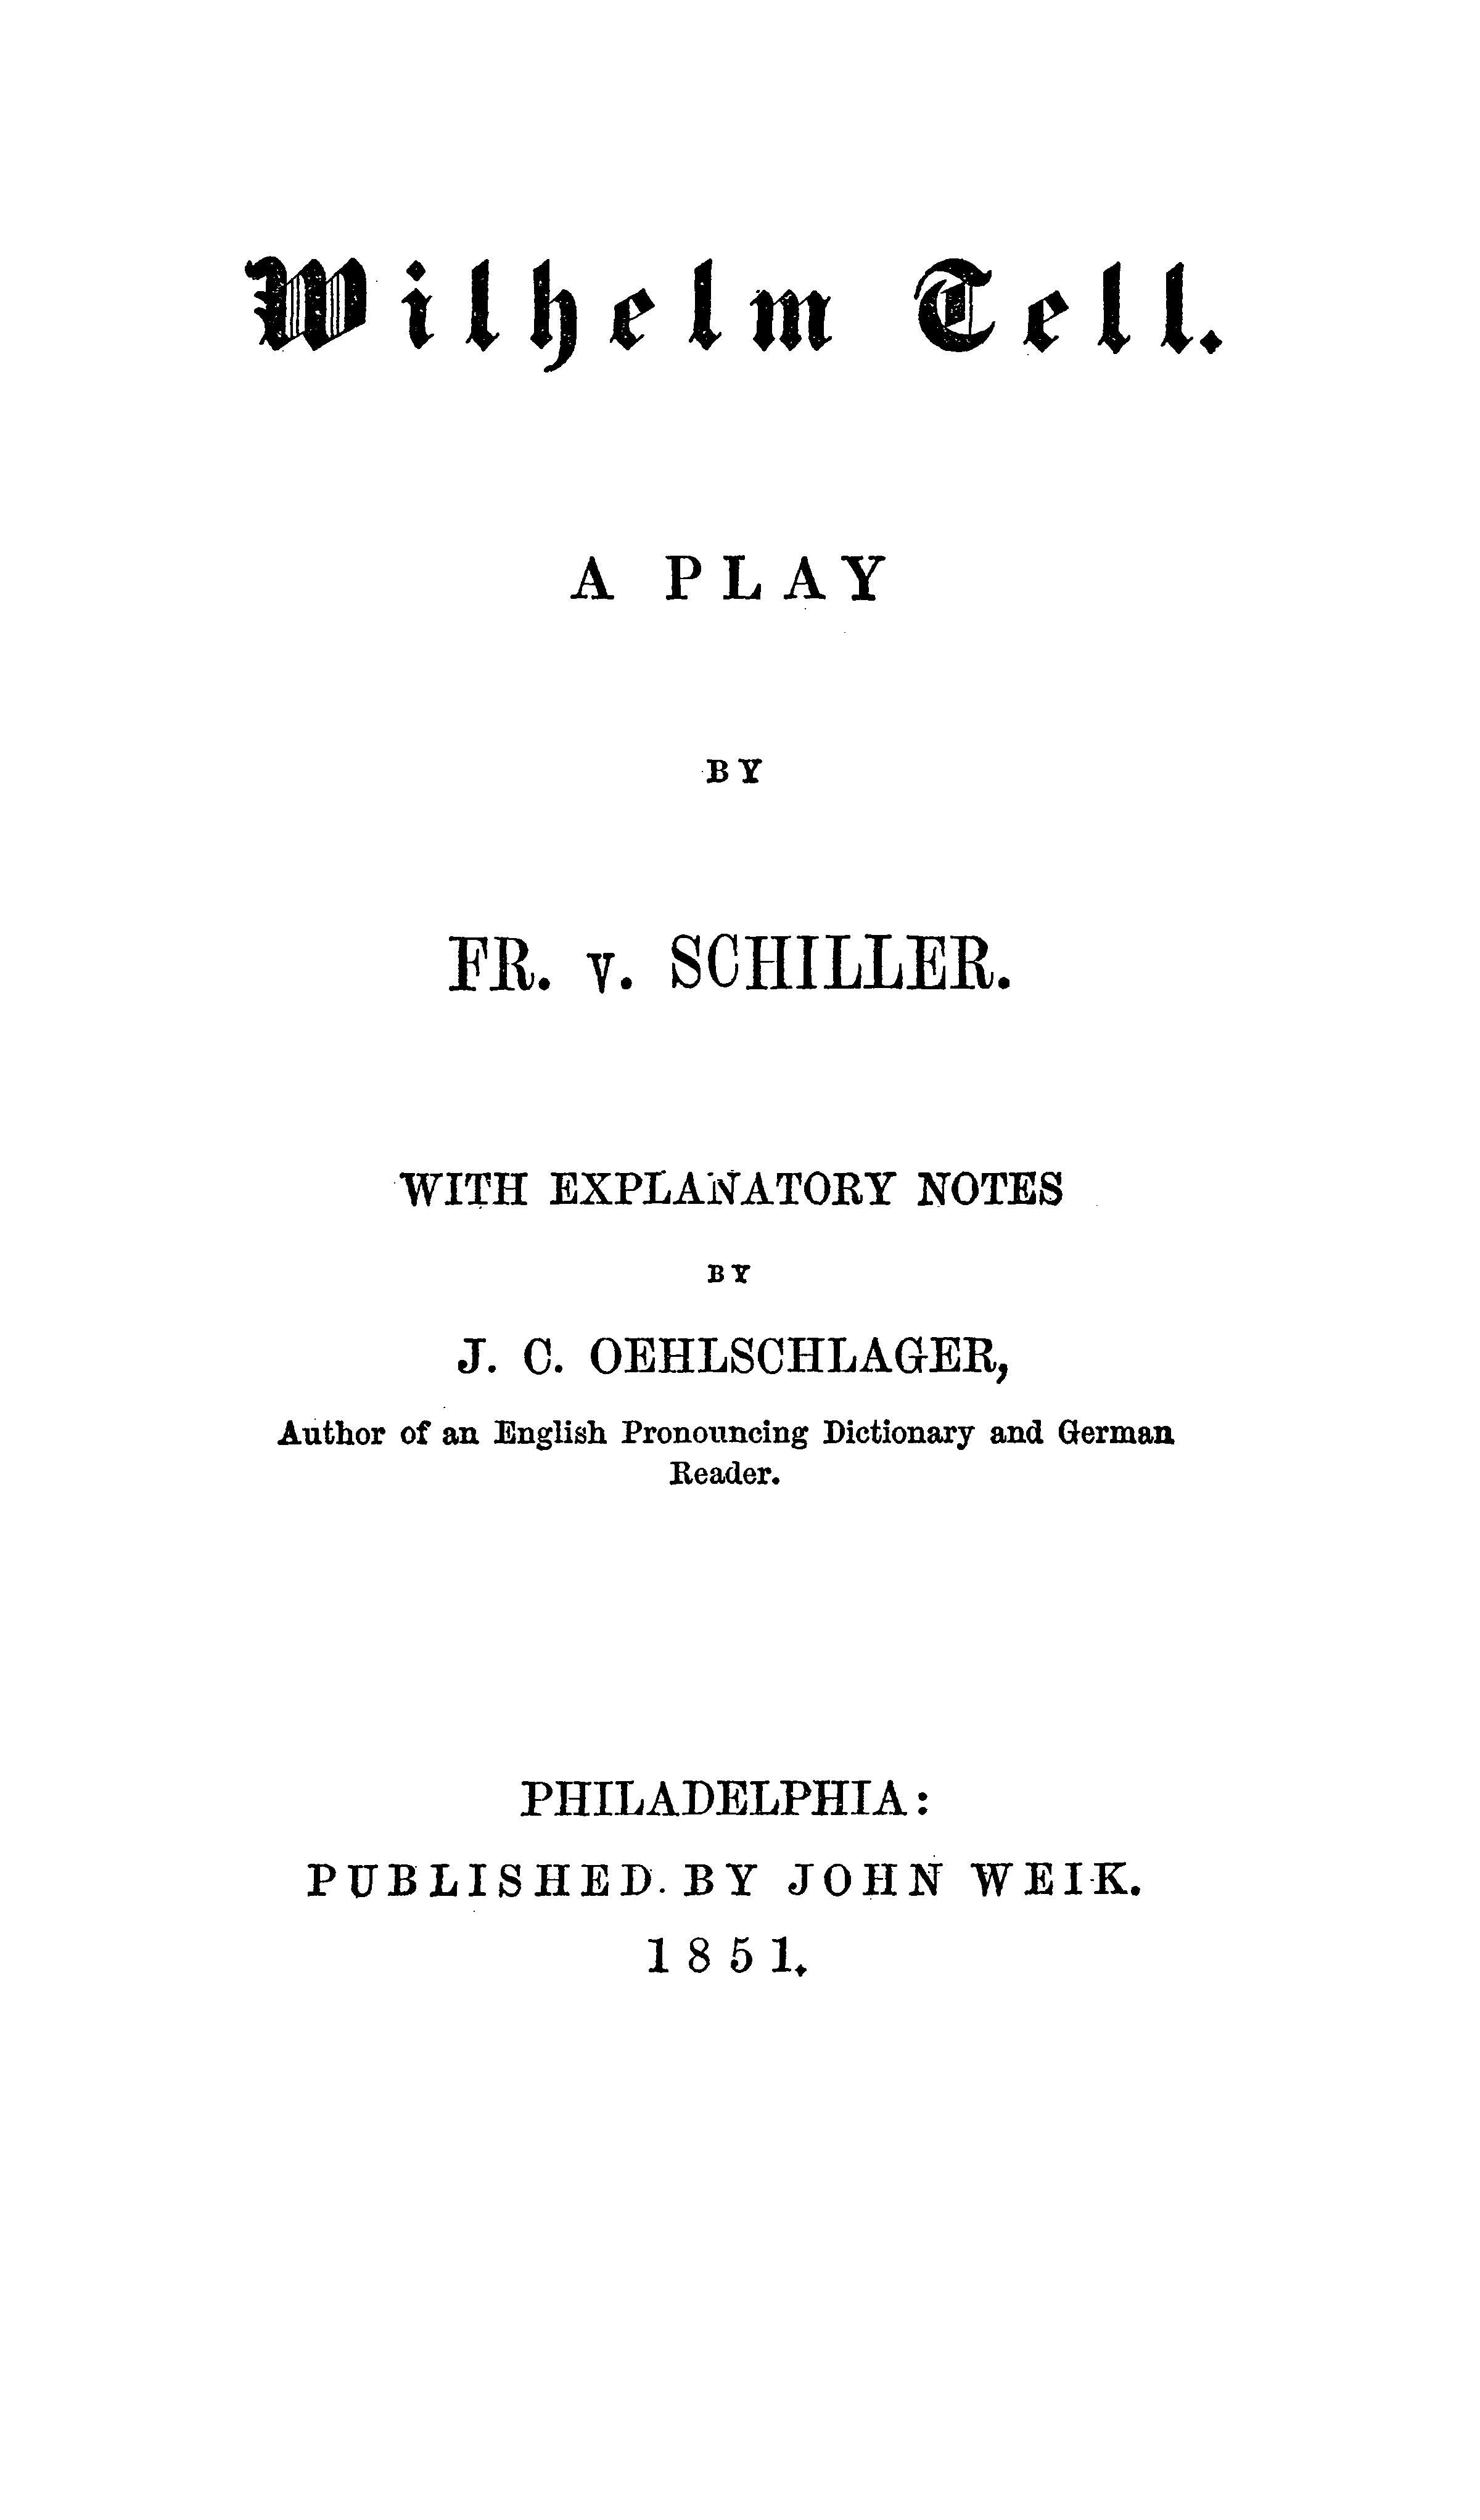 Wilhelm Tell.
A PLAY
BY
FR. v. SCHILLER.
WITH EXPLANATORY NOTES
BY
J. C. OEHLSCHLAGER,
Author of an English Pronouncing Dictionary and German
Reader.
PHILADELPHIA:
PUBLISHED BY JOHN WEIK.
1851.